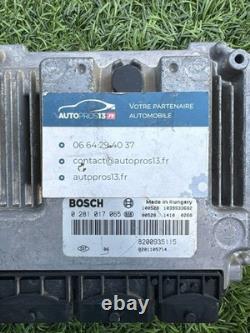 AUTOPROS13.FR
VOTRE PARTENAIRE
AUTOMOBILE
06 64 29 40 37
contact@autopros13.fr
autopros13.fr
BOSCH
Made in Hungary
0 281 017 065
8200935115
8201105714